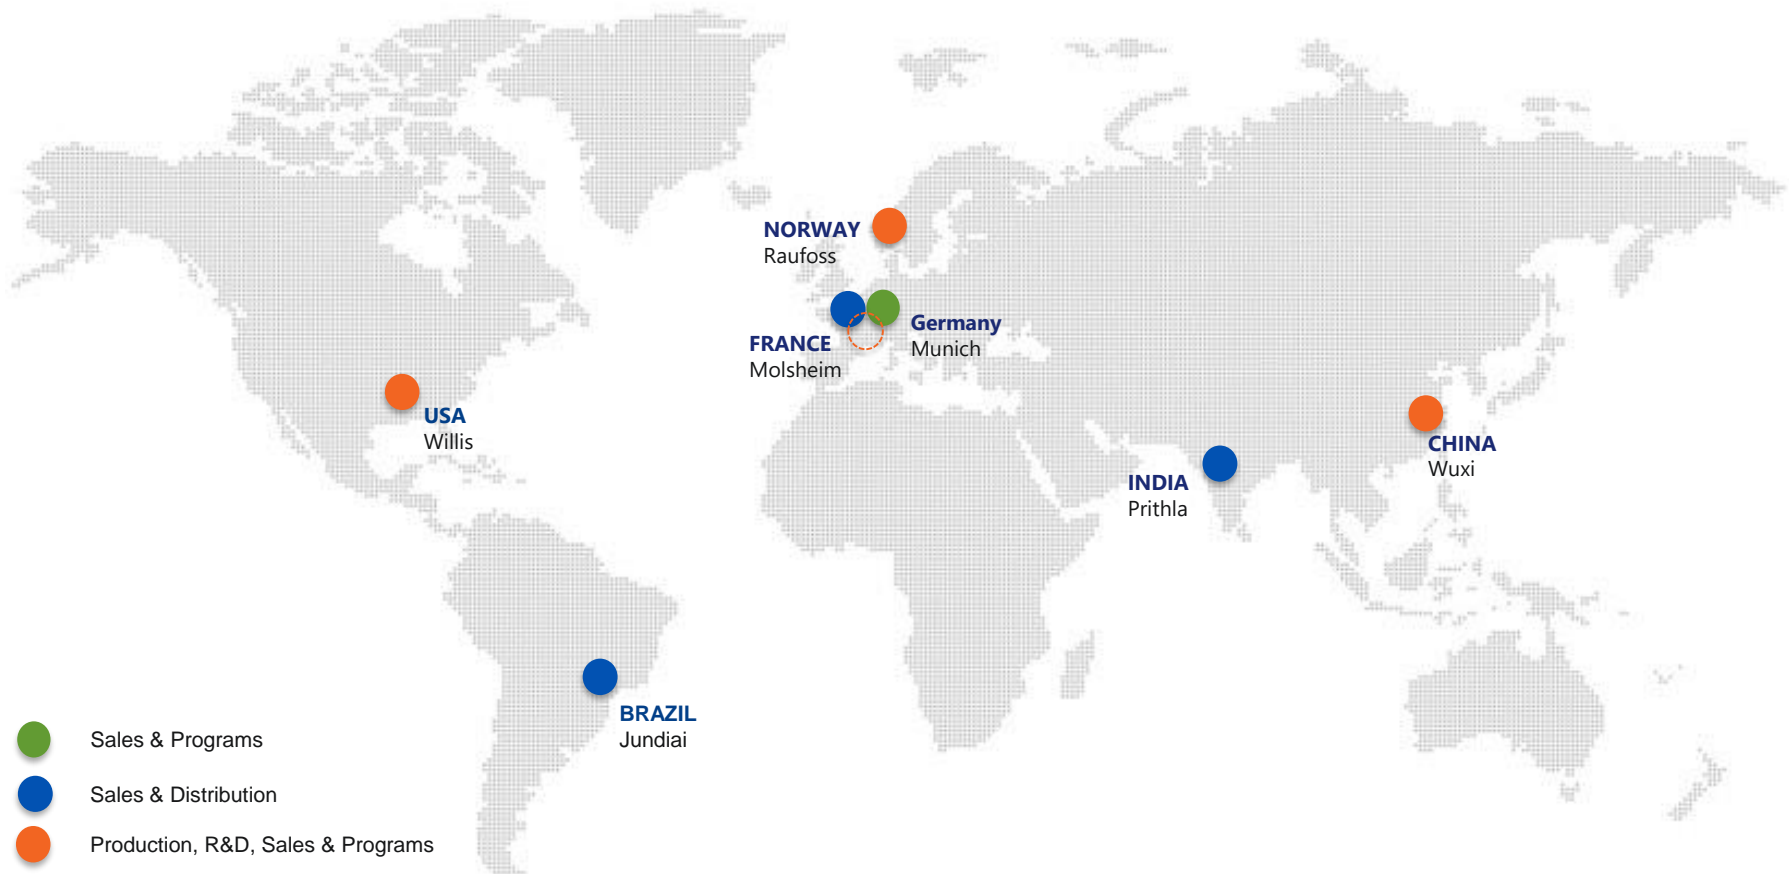 NORWAY
Raufoss
Germany
Munich
FRANCE
Molsheim
USA
Willis
CHINA
Wuxi
INDIA
Prithla
BRAZIL
Jundiai
Sales & Programs
Sales & Distribution
Production, R&D, Sales & Programs